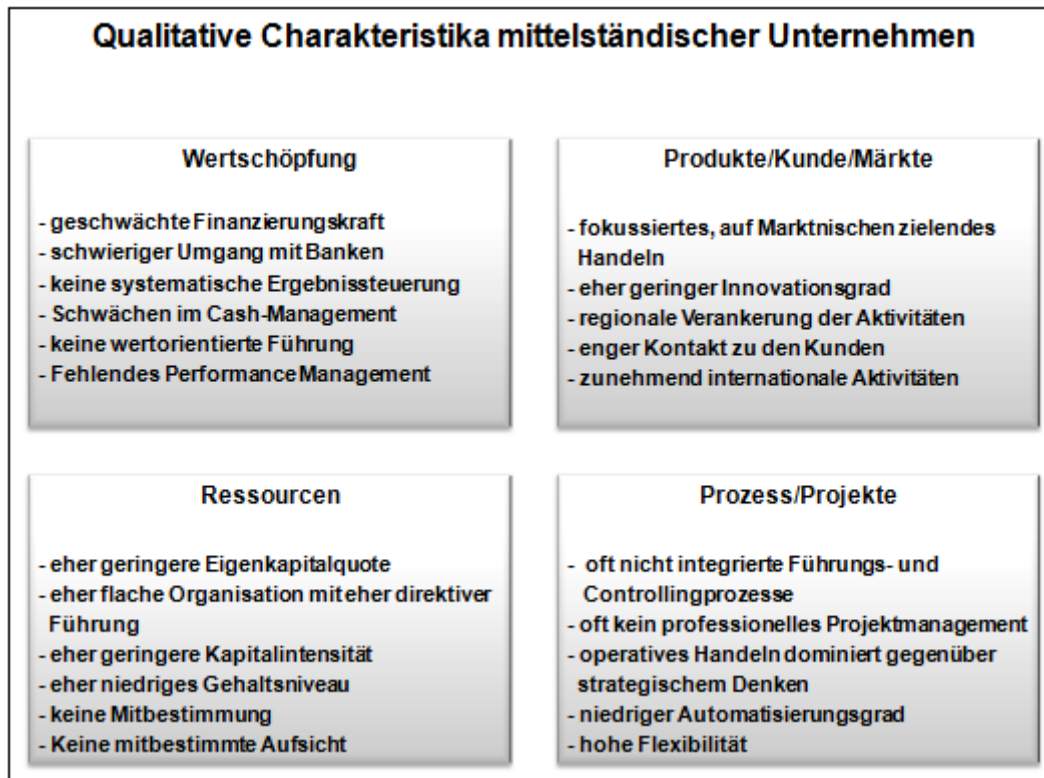 Qualitative Charakteristika mittelständischer Unternehmen
Wertschöpfung
- geschwächte Finanzierungskraft
- schwieriger Umgang mit Banken
- keine systematische Ergebnissteuerung
- Schwächen im Cash-Management
- keine wertorientierte Führung
- Fehlendes Performance Management
Produkte/Kunde/Märkte
- fokussiertes, auf Marktnischen zielendes
Handeln
- eher geringer Innovationsgrad
- regionale Verankerung der Aktivitäten
- enger Kontakt zu den Kunden
- zunehmend internationale Aktivitäten
Ressourcen
- eher geringere Eigenkapitalquote
- eher flache Organisation mit eher direktiver
Führung
- eher geringere Kapitalintensität
- eher niedriges Gehaltsniveau
- keine Mitbestimmung
- Keine mitbestimmte Aufsicht
Prozess/Projekte
- oft nicht integrierte Führungs- und
Controllingprozesse
- oft kein professionelles Projektmanagement
- operatives Handeln dominiert gegenüber
strategischem Denken
- niedriger Automatisierungsgrad
- hohe Flexibilität